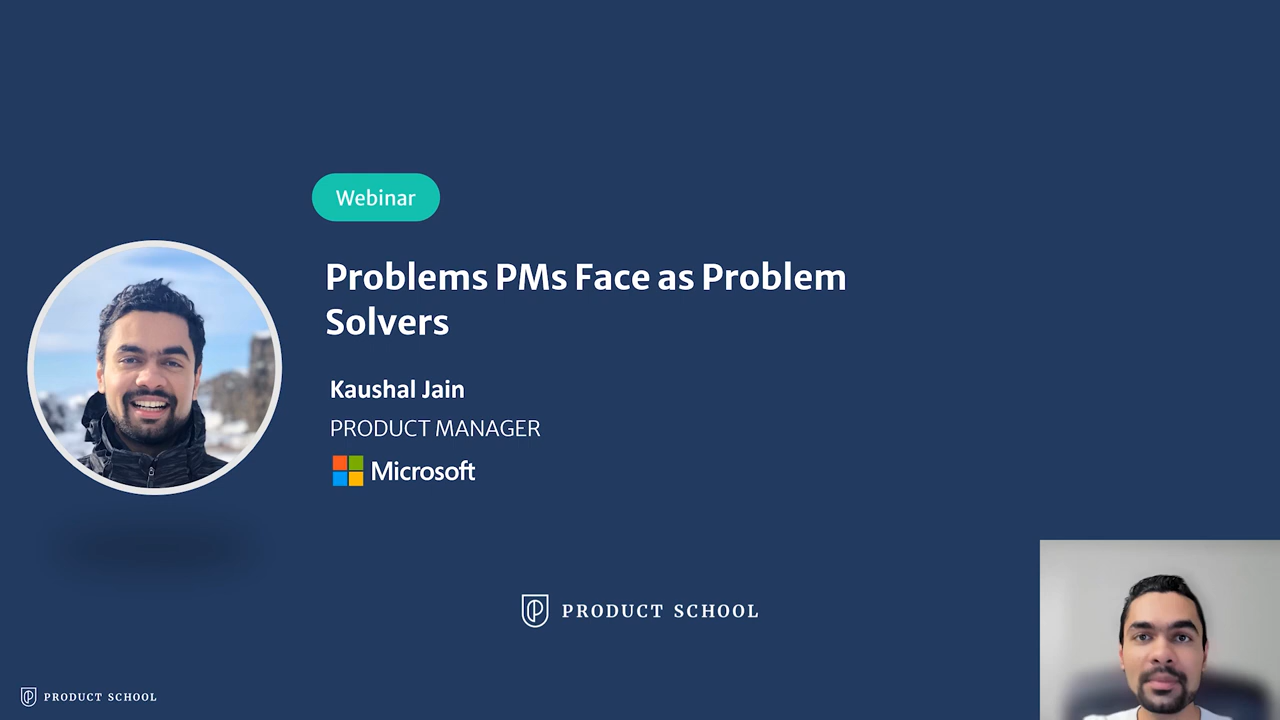 Webinar
Problems PMs Face as Problem
Solvers
Kaushal Jain
PRODUCT MANAGER
Microsoft
PRODUCT SCHOOL
PRODUCT SCHOOL